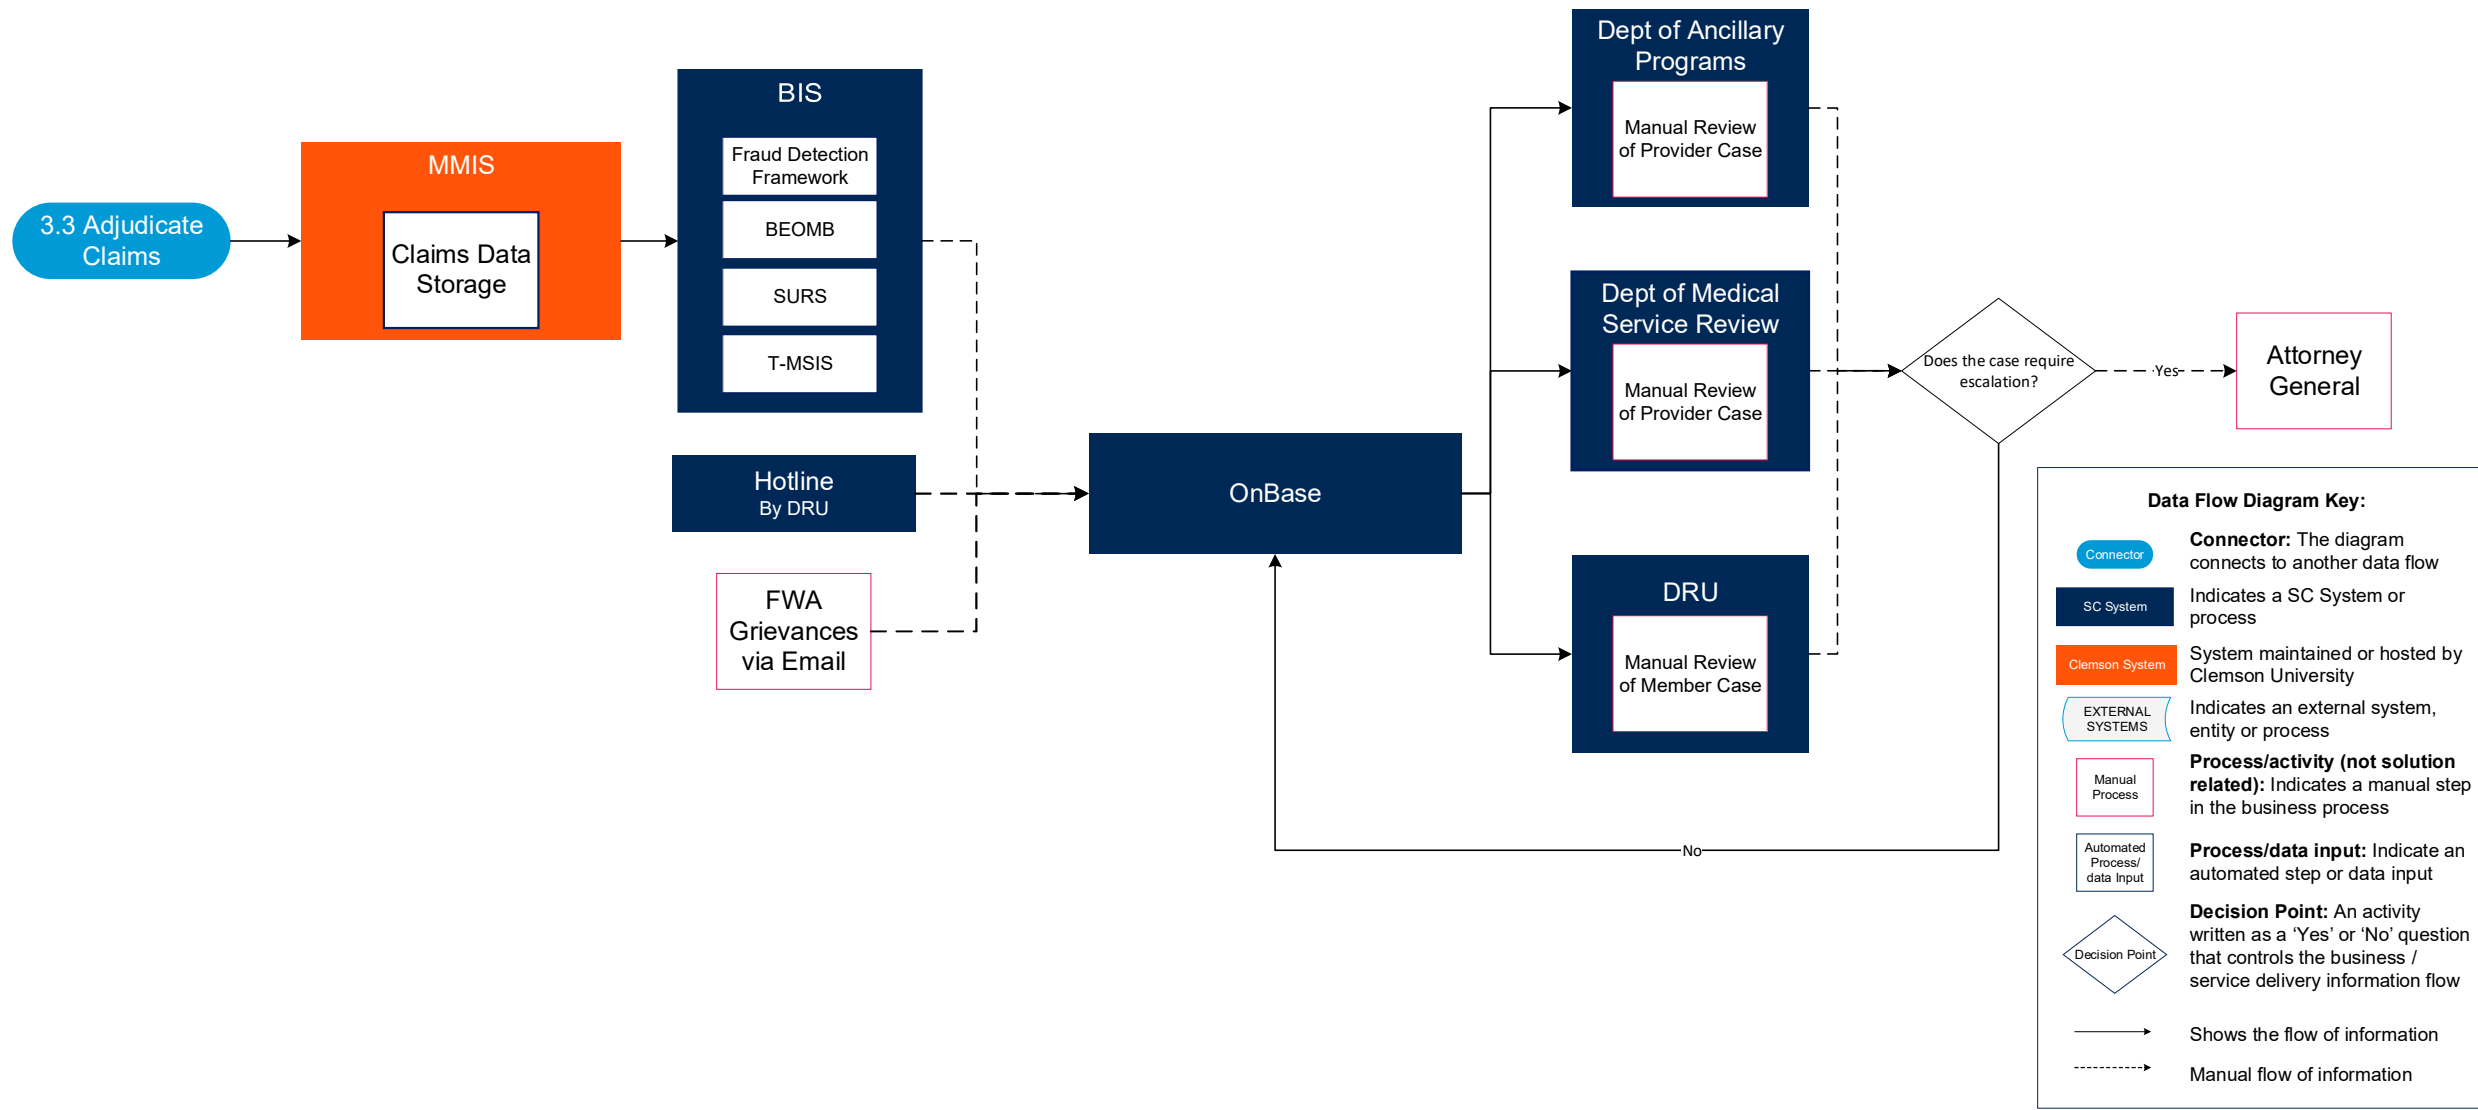 3.3 Adjudicate
Claims
MMIS
Claims Data
Storage
BIS
Fraud Detection
Framework
BEOMB
SURS
T-MSIS
Hotline
By DRU
FWA
Grievances
via Email
OnBase
Dept of Ancillary
Programs
Manual Review
of Provider Case
Dept of Medical
Service Review
Manual Review
of Provider Case
DRU
Manual Review
of Member Case
Does the case require
escalation?
Yes
No
Attorney
General
Data Flow Diagram Key:
Connector
Connector: The diagram
connects to another data flow
SC System
Indicates a SC System or
process
Clemson System
System maintained or hosted by
Clemson University
EXTERNAL
SYSTEMS
Indicates an external system,
entity or process
Manual
Process
Process/activity (not solution
related): Indicates a manual step
in the business process
Automated
Process/
data Input
Process/data input: Indicate an
automated step or data input
Decision Point
Decision Point: An activity
written as a ‘Yes’ or ‘No’ question
that controls the business /
service delivery information flow
Shows the flow of information
Manual flow of information